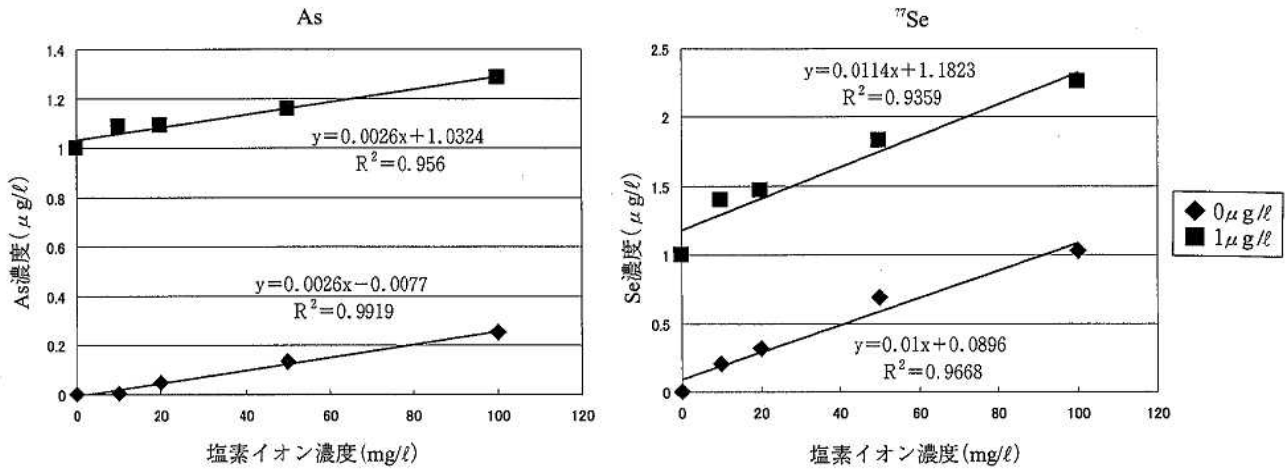 As
1.4
1.2
1
0.8
0.6
0.4
0.2
0
0
20
40
60
80
100
120
y=0.0026x+1.0324
R²=0.956
y=0.0026x−0.0077
R²=0.9919
As濃度(μg/ℓ)
塩素イオン濃度(mg/ℓ)
⁷⁷Se
2.5
2
1.5
1
0.5
0
0
20
40
60
80
100
120
y=0.0114x+1.1823
R²=0.9359
y=0.01x+0.0896
R²=0.9668
Se濃度(μg/ℓ)
塩素イオン濃度(mg/ℓ)
0μg/ℓ
1μg/ℓ